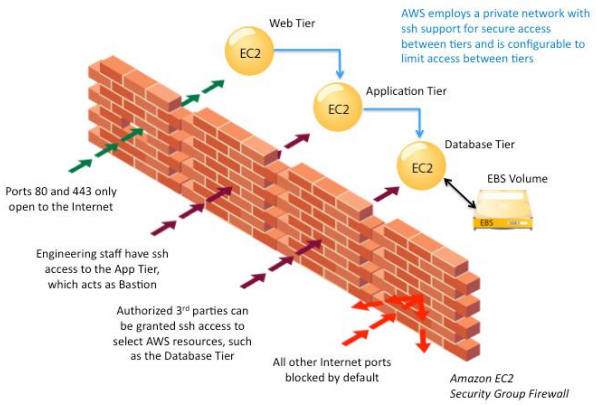 Web Tier
AWS employs a private network with
ssh support for secure access
between tiers and is configurable to
limit access between tiers
EC2
Application Tier
EC2
Database Tier
EC2
EBS Volume
EBS
Ports 80 and 443 only
open to the Internet
Engineering staff have ssh
access to the App Tier,
which acts as Bastion
Authorized 3rd parties can
be granted ssh access to
select AWS resources, such
as the Database Tier
All other Internet ports
blocked by default
Amazon EC2
Security Group Firewall